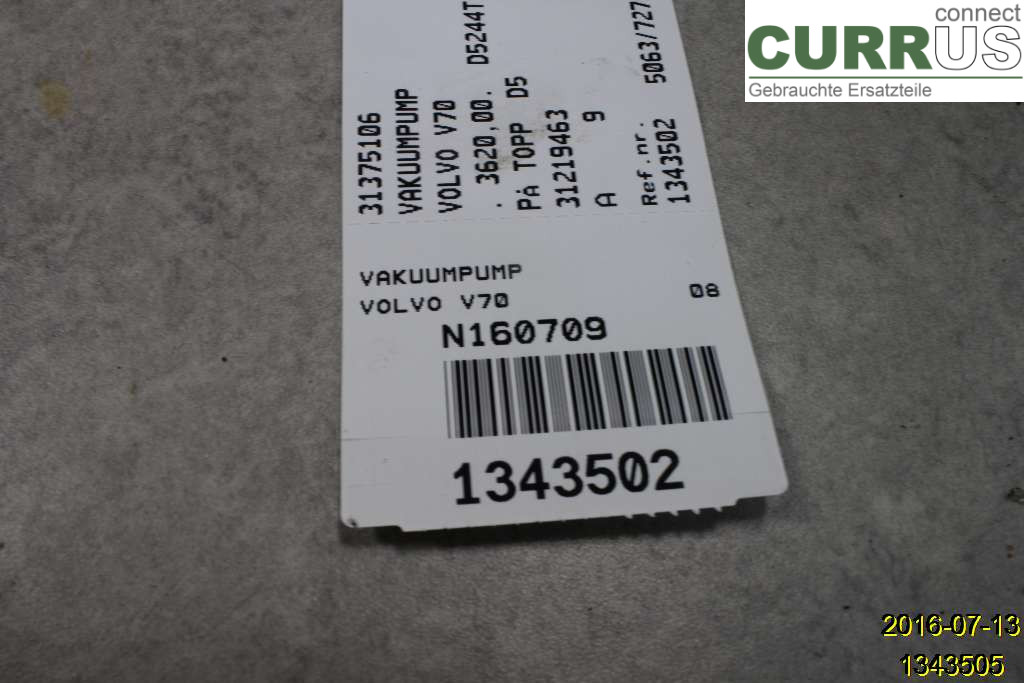 connect
CURRUS
Gebrauchte Ersatzteile
31375106
VAKUUMPUMP
VOLVO V70
. 3620,00. D5244T
PÅ TOPP D5
31219463
A 9
Ref.nr.
1343502 5063/727
VAKUUMPUMP
VOLVO V70 08
N160709
1343502
2016-07-13
1343505